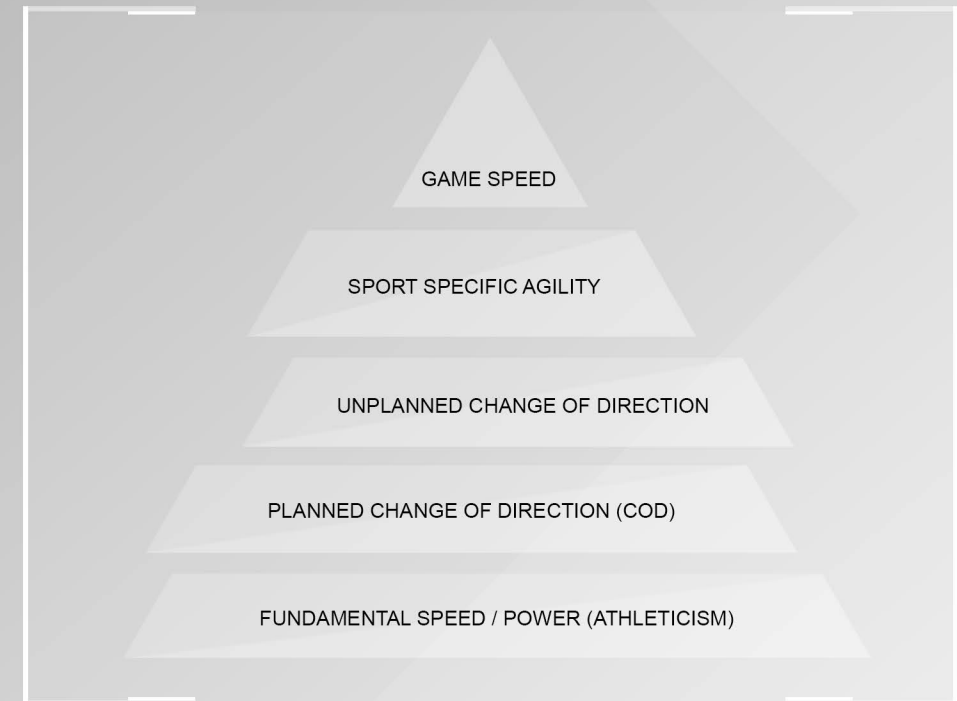 GAME SPEED
SPORT SPECIFIC AGILITY
UNPLANNED CHANGE OF DIRECTION
PLANNED CHANGE OF DIRECTION (COD)
FUNDAMENTAL SPEED / POWER (ATHLETICISM)